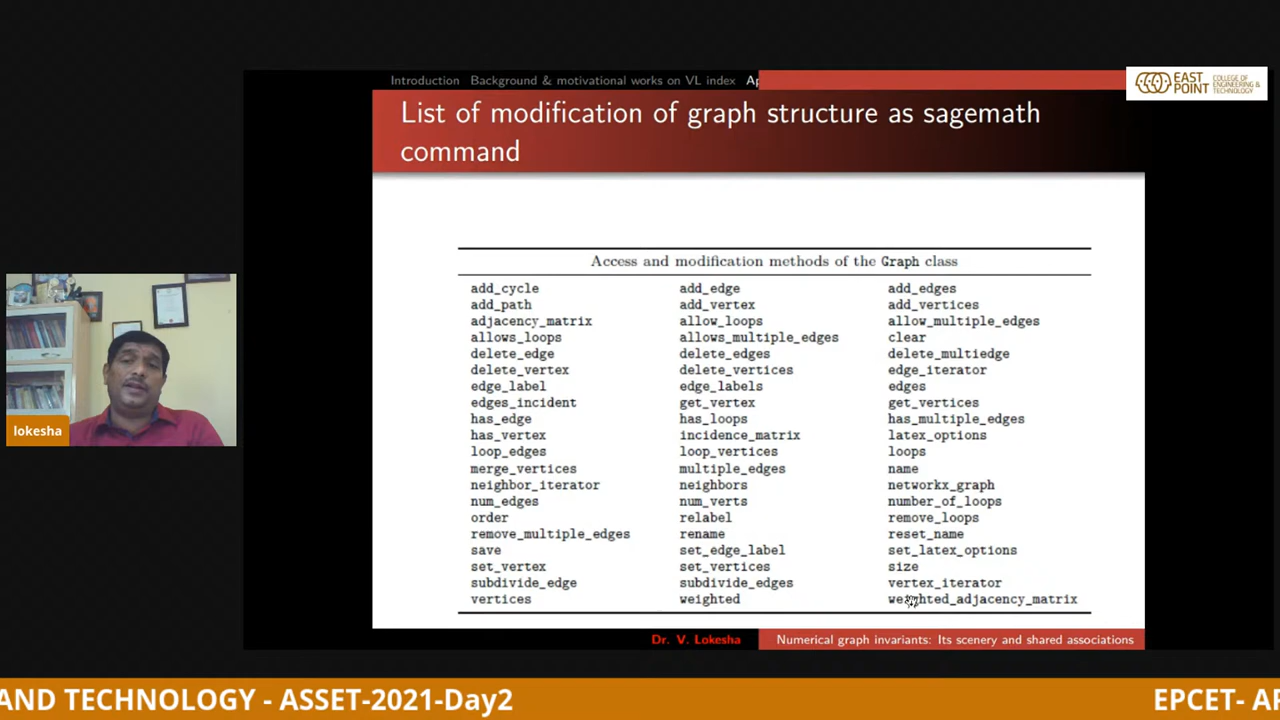 Introduction Background & motivational works on VL index Ap
EAST POINT COLLEGE OF ENGINEERING & TECHNOLOGY
List of modification of graph structure as sagemath
command
Access and modification methods of the Graph class
add_cycle add_edge add_edges
add_path add_vertex add_vertices
adjacency_matrix allow_loops allow_multiple_edges
allows_loops allows_multiple_edges clear
delete_edge delete_edges delete_multiedge
delete_vertex delete_vertices edge_iterator
edge_label edge_labels edges
edges_incident get_vertex get_vertices
has_edge has_loops has_multiple_edges
has_vertex incidence_matrix latex_options
loop_edges loop_vertices loops
merge_vertices multiple_edges name
neighbor_iterator neighbors networkx_graph
num_edges num_verts number_of_loops
order relabel remove_loops
remove_multiple_edges rename reset_name
save set_edge_label set_latex_options
set_vertex set_vertices size
subdivide_edge subdivide_edges vertex_iterator
vertices weighted weighted_adjacency_matrix
lokesha
Dr. V. Lokesha Numerical graph invariants: Its scenery and shared associations
AND TECHNOLOGY - ASSET-2021-Day2 EPCET- AP